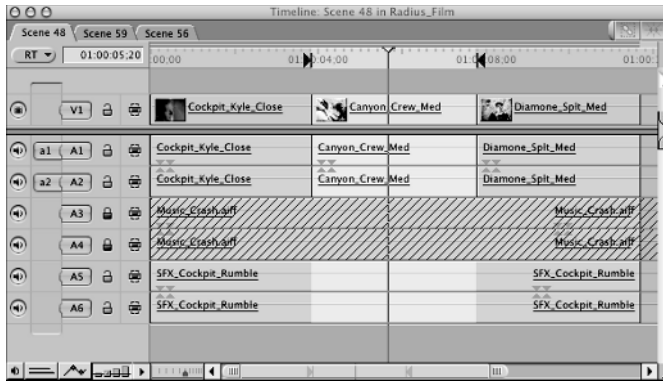 Timeline: Scene 48 in Radius_Film
Scene 48 Scene 59 Scene 56
RT 01:00:05;20 :00;00 01:00:04;00 01:00:08;00 01:00:
V1 Cockpit_Kyle_Close Canyon_Crew_Med Diamone_Splt_Med
a1 A1 Cockpit_Kyle_Close Canyon_Crew_Med Diamone_Splt_Med
a2 A2 Cockpit_Kyle_Close Canyon_Crew_Med Diamone_Splt_Med
A3 Music_Crash.aiff Music_Crash.aiff
A4 Music_Crash.aiff Music_Crash.aiff
A5 SFX_Cockpit_Rumble SFX_Cockpit_Rumble
A6 SFX_Cockpit_Rumble SFX_Cockpit_Rumble